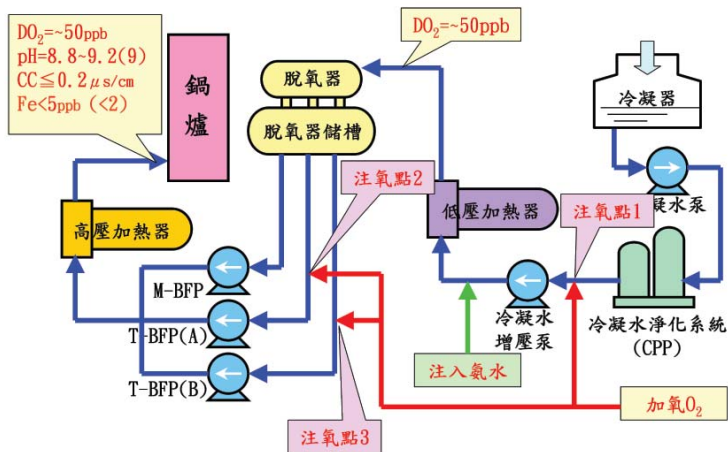 DO₂=~50ppb
pH=8.8~9.2(9)
CC≦0.2μs/cm
Fe<5ppb (<2)
鍋爐
脫氧器
脫氧器儲槽
DO₂=~50ppb
冷凝器
凝水泵
注氧點2
低壓加熱器
注氧點1
高壓加熱器
M-BFP
T-BFP(A)
T-BFP(B)
冷凝水
增壓泵
冷凝水淨化系統
(CPP)
注入氨水
注氧點3
加氧O₂